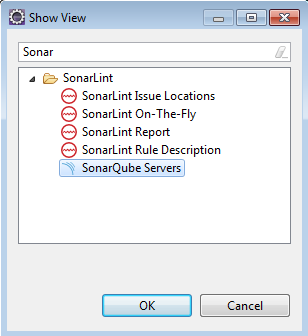 Show View
Sonar
SonarLint
SonarLint Issue Locations
SonarLint On-The-Fly
SonarLint Report
SonarLint Rule Description
SonarQube Servers
OK
Cancel